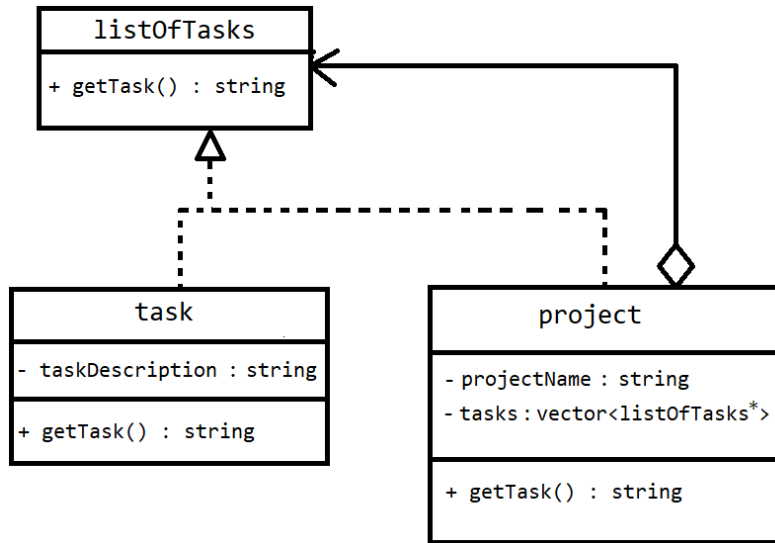 listOfTasks
+ getTask() : string
task
- taskDescription : string
+ getTask() : string
project
- projectName : string
- tasks : vector<listOfTasks*>
+ getTask() : string